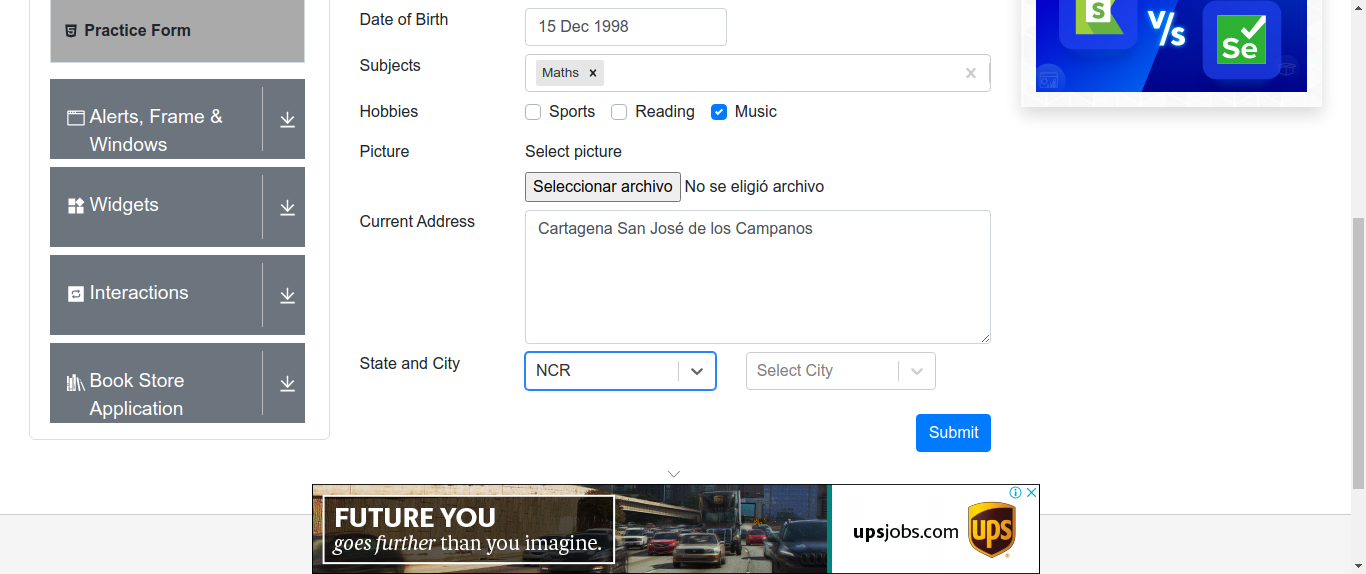 Practice Form
Alerts, Frame &
Windows
Widgets
Interactions
Book Store
Application
Date of Birth
15 Dec 1998
Subjects
Maths
Hobbies
Sports
Reading
Music
Picture
Select picture
Seleccionar archivo No se eligió archivo
Current Address
Cartagena San José de los Campanos
State and City
NCR
Select City
Submit
S
V/s
Se
FUTURE YOU
goes further than you imagine.
upsjobs.com
ups